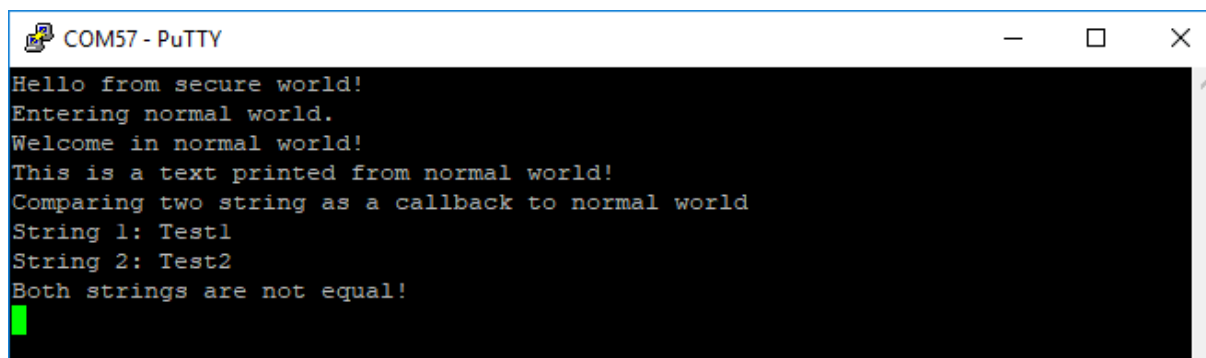 COM57 - PuTTY
Hello from secure world!
Entering normal world.
Welcome in normal world!
This is a text printed from normal world!
Comparing two string as a callback to normal world
String 1: Test1
String 2: Test2
Both strings are not equal!